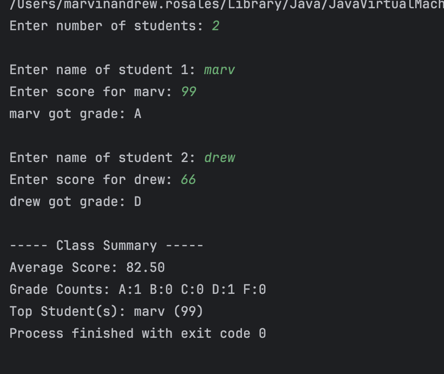 /Users/marvinandrew.rosales/Library/Java/JavaVirtualMach
Enter number of students: 2
Enter name of student 1: marv
Enter score for marv: 99
marv got grade: A
Enter name of student 2: drew
Enter score for drew: 66
drew got grade: D
----- Class Summary -----
Average Score: 82.50
Grade Counts: A:1 B:0 C:0 D:1 F:0
Top Student(s): marv (99)
Process finished with exit code 0